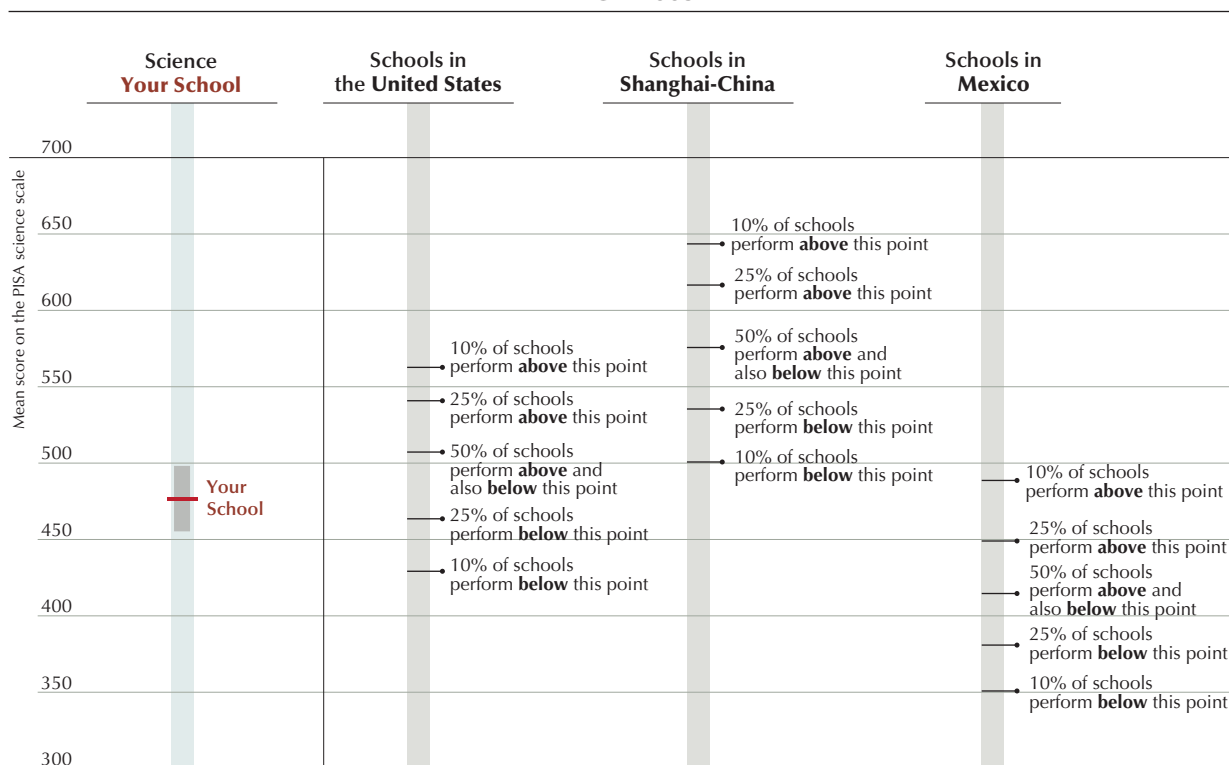 Science
Your School
Schools in
the United States
Schools in
Shanghai-China
Schools in
Mexico
Mean score on the PISA science scale
700
650
600
550
500
450
400
350
300
Your
School
10% of schools
perform above this point
25% of schools
perform above this point
50% of schools
perform above and
also below this point
25% of schools
perform below this point
10% of schools
perform below this point
10% of schools
perform above this point
25% of schools
perform above this point
50% of schools
perform above and
also below this point
25% of schools
perform below this point
10% of schools
perform below this point
10% of schools
perform above this point
25% of schools
perform above this point
50% of schools
perform above and
also below this point
25% of schools
perform below this point
10% of schools
perform below this point